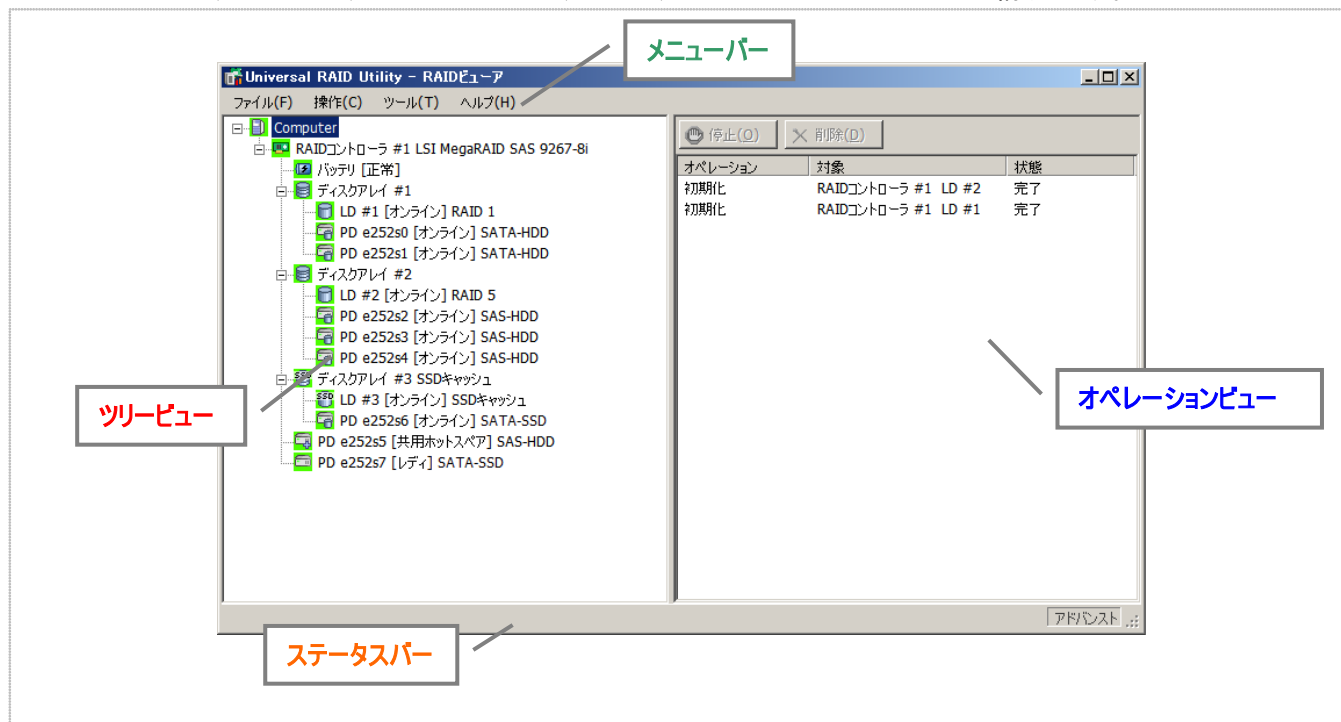 メニューバー
Universal RAID Utility - RAIDビューア
ファイル(F) 操作(C) ツール(T) ヘルプ(H)
Computer
RAIDコントローラ #1 LSI MegaRAID SAS 9267-8i
バッテリ [正常]
ディスクアレイ #1
LD #1 [オンライン] RAID 1
PD e252s0 [オンライン] SATA-HDD
PD e252s1 [オンライン] SATA-HDD
ディスクアレイ #2
LD #2 [オンライン] RAID 5
PD e252s2 [オンライン] SAS-HDD
PD e252s3 [オンライン] SAS-HDD
PD e252s4 [オンライン] SAS-HDD
ディスクアレイ #3 SSDキャッシュ
LD #3 [オンライン] SSDキャッシュ
PD e252s6 [オンライン] SATA-SSD
PD e252s5 [共用ホットスペア] SAS-HDD
PD e252s7 [レディ] SATA-SSD
停止(O) 削除(D)
オペレーション 対象 状態
初期化 RAIDコントローラ #1 LD #2 完了
初期化 RAIDコントローラ #1 LD #1 完了
ツリービュー
オペレーションビュー
アドバンスト
ステータスバー